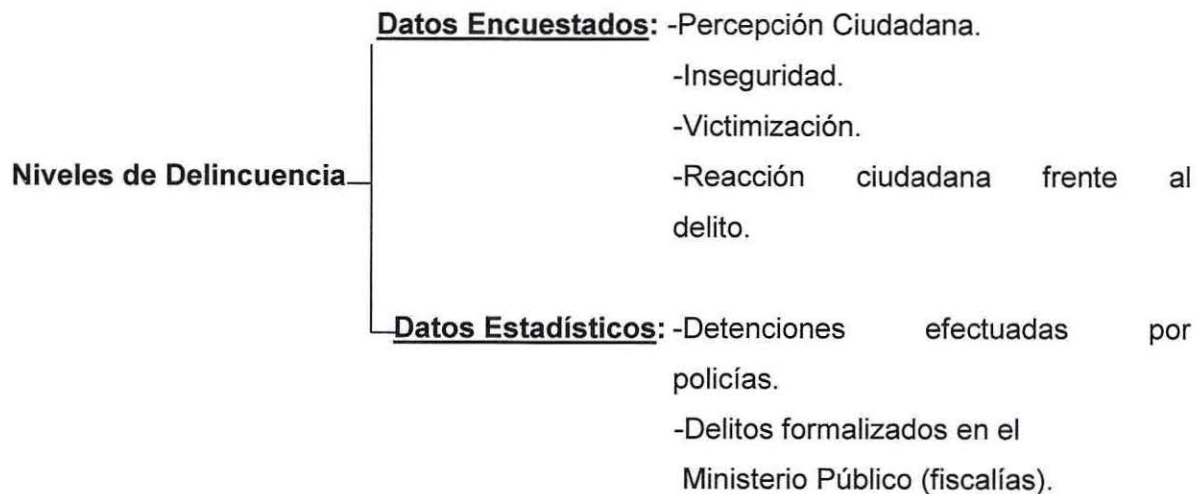 Datos Encuestados: -Percepción Ciudadana.
-Inseguridad.
-Victimización.
Niveles de Delincuencia
-Reacción ciudadana frente al
delito.
Datos Estadísticos: -Detenciones efectuadas por
policías.
-Delitos formalizados en el
Ministerio Público (fiscalías).